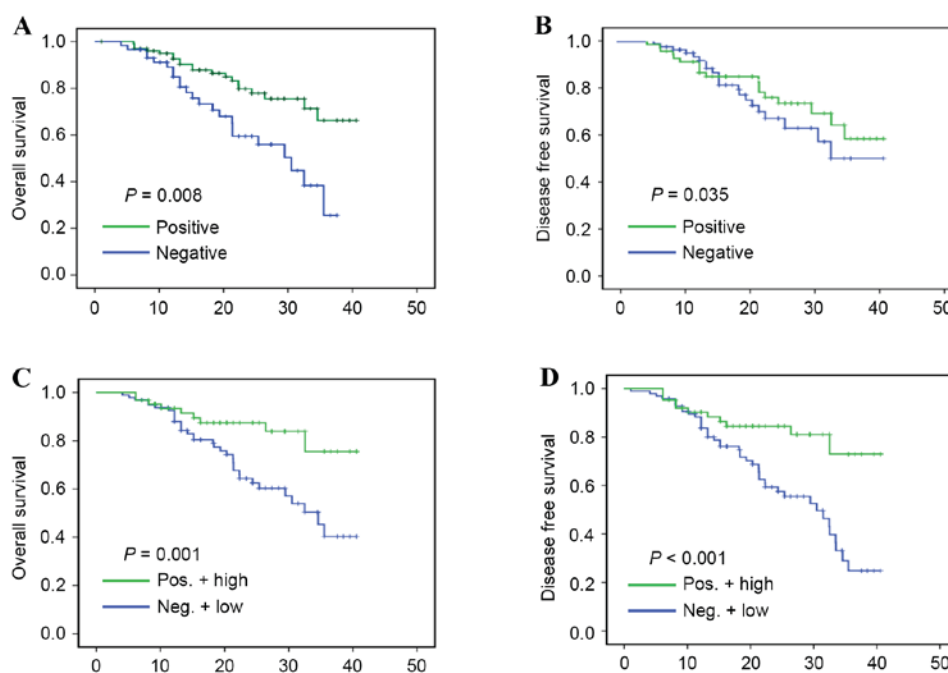 A
Overall survival
1.0
0.8
0.6
0.4
0.2
0.0
P = 0.008
Positive
Negative
0 10 20 30 40 50
B
Disease free survival
1.0
0.8
0.6
0.4
0.2
0.0
P = 0.035
Positive
Negative
0 10 20 30 40 50
C
Overall survival
1.0
0.8
0.6
0.4
0.2
0.0
P = 0.001
Pos. + high
Neg. + low
0 10 20 30 40 50
D
Disease free survival
1.0
0.8
0.6
0.4
0.2
0.0
P < 0.001
Pos. + high
Neg. + low
0 10 20 30 40 50